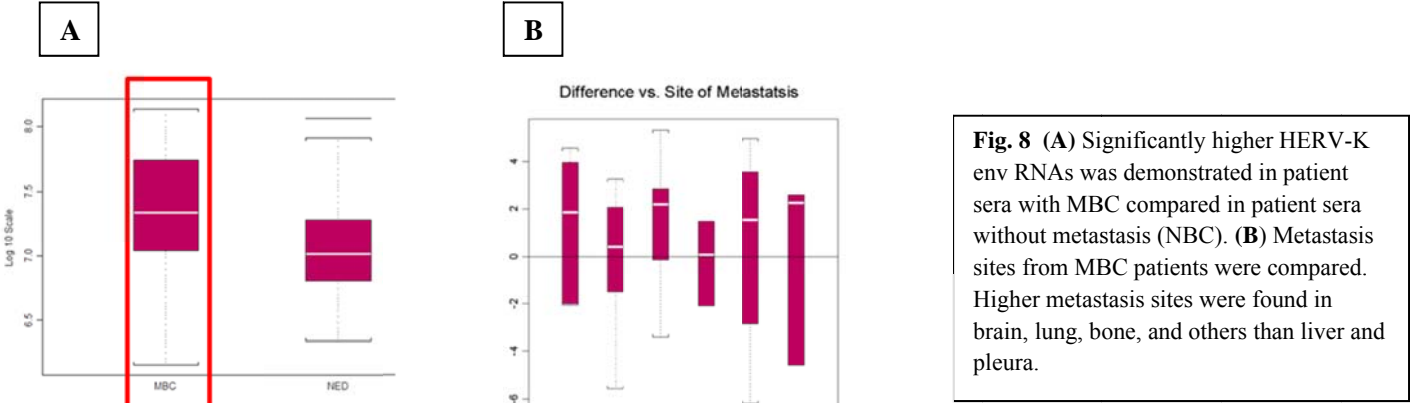 A
B
Difference vs. Site of Metastatsis
8.0
7.5
7.0
6.5
Log 10 Scale
MBC
NED
4
2
0
-2
-4
-6
Fig. 8 (A) Significantly higher HERV-K
env RNAs was demonstrated in patient
sera with MBC compared in patient sera
without metastasis (NBC). (B) Metastasis
sites from MBC patients were compared.
Higher metastasis sites were found in
brain, lung, bone, and others than liver and
pleura.